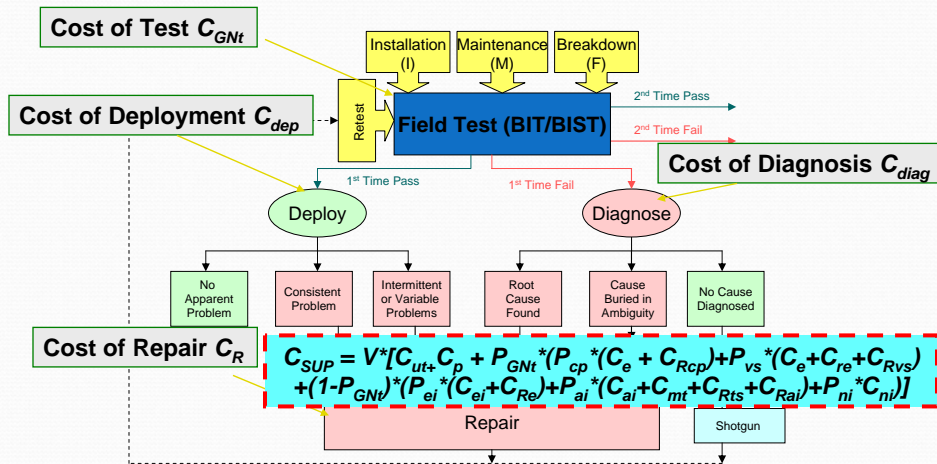 Cost of Test C_GNt
Installation
(I)
Maintenance
(M)
Breakdown
(F)
2nd Time Pass
Cost of Deployment C_dep
Retest
Field Test (BIT/BIST)
2nd Time Fail
Cost of Diagnosis C_diag
1st Time Pass
1st Time Fail
Deploy
Diagnose
No
Apparent
Problem
Consistent
Problem
Intermittent
or Variable
Problems
Root
Cause
Found
Cause
Buried in
Ambiguity
No Cause
Diagnosed
Cost of Repair C_R
C_SUP = V*[C_ut+C_p + P_GNt*(P_cp*(C_e + C_Rcp)+P_vs*(C_e+C_re+C_Rvs)
+(1-P_GNt)*(P_ei*(C_ei+C_Re)+P_ai*(C_ai+C_mt+C_Rts+C_Rai)+P_ni*C_ni)]
Repair
Shotgun